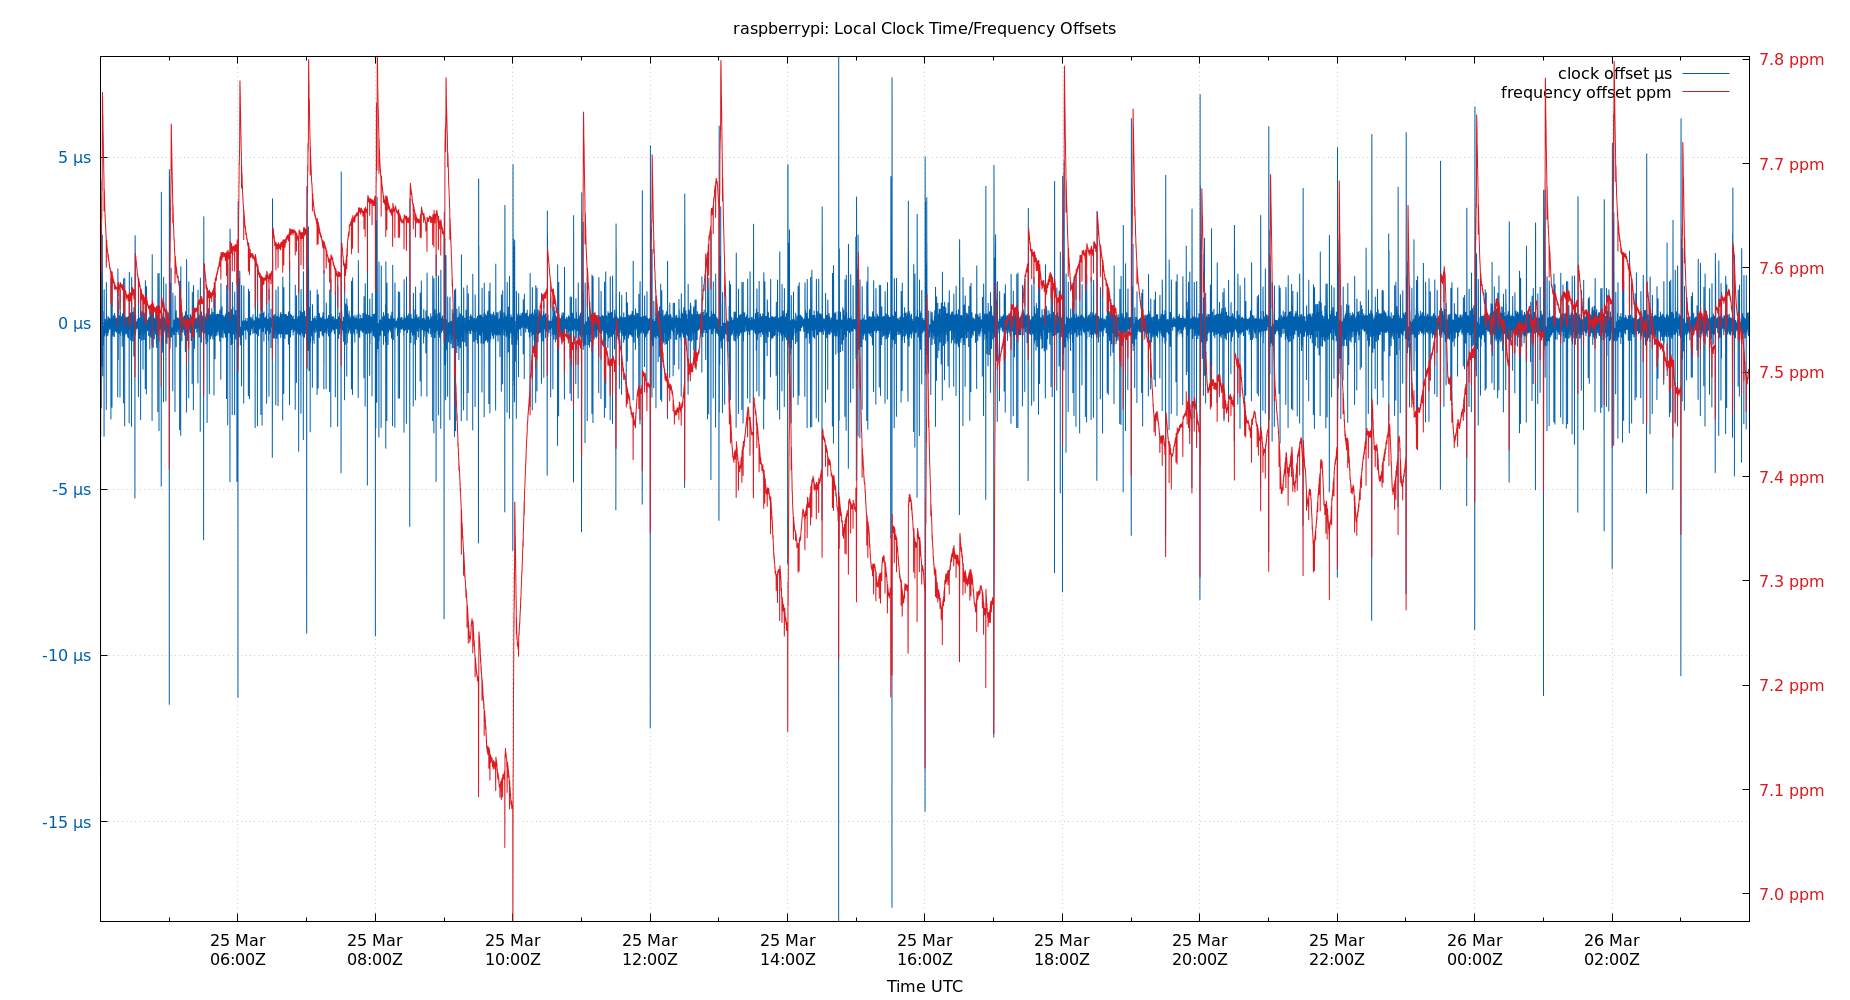 raspberrypi: Local Clock Time/Frequency Offsets
clock offset µs
frequency offset ppm
5 µs
0 µs
-5 µs
-10 µs
-15 µs
7.8 ppm
7.7 ppm
7.6 ppm
7.5 ppm
7.4 ppm
7.3 ppm
7.2 ppm
7.1 ppm
7.0 ppm
25 Mar 25 Mar 25 Mar 25 Mar 25 Mar 25 Mar 25 Mar 25 Mar 25 Mar 26 Mar 26 Mar
06:00Z 08:00Z 10:00Z 12:00Z 14:00Z 16:00Z 18:00Z 20:00Z 22:00Z 00:00Z 02:00Z
Time UTC